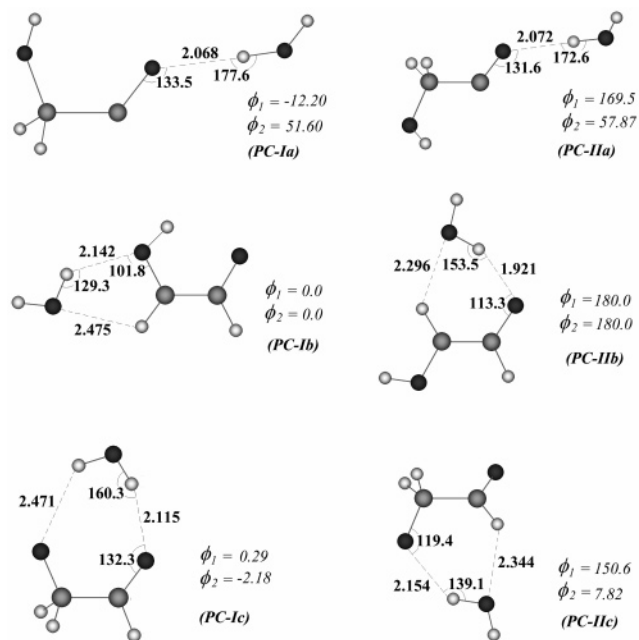 2.068
133.5
177.6
ϕ1 = -12.20
ϕ2 = 51.60
(PC-Ia)
2.072
131.6
172.6
ϕ1 = 169.5
ϕ2 = 57.87
(PC-IIa)
2.142
101.8
129.3
2.475
ϕ1 = 0.0
ϕ2 = 0.0
(PC-Ib)
2.296
153.5
1.921
113.3
ϕ1 = 180.0
ϕ2 = 180.0
(PC-IIb)
2.471
160.3
2.115
132.3
ϕ1 = 0.29
ϕ2 = -2.18
(PC-Ic)
119.4
2.344
2.154
139.1
ϕ1 = 150.6
ϕ2 = 7.82
(PC-IIc)